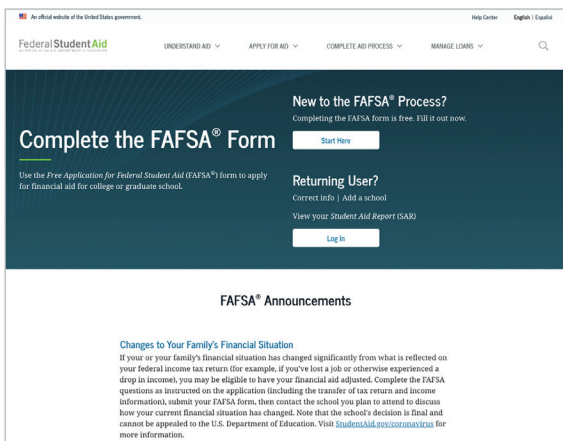 An official website of the United States government.
Help Center English | Español
Federal Student Aid
AN OFFICE of the U.S. DEPARTMENT of EDUCATION
UNDERSTAND AID APPLY FOR AID COMPLETE AID PROCESS MANAGE LOANS
Complete the FAFSA® Form
Use the Free Application for Federal Student Aid (FAFSA®) form to apply
for financial aid for college or graduate school.
New to the FAFSA® Process?
Completing the FAFSA form is free. Fill it out now.
Start Here
Returning User?
Correct info | Add a school
View your Student Aid Report (SAR)
Log In
FAFSA® Announcements
Changes to Your Family's Financial Situation
If your or your family's financial situation has changed significantly from what is reflected on
your federal income tax return (for example, if you've lost a job or otherwise experienced a
drop in income), you may be eligible to have your financial aid adjusted. Complete the FAFSA
questions as instructed on the application (including the transfer of tax return and income
information), submit your FAFSA form, then contact the school you plan to attend to discuss
how your current financial situation has changed. Note that the school's decision is final and
cannot be appealed to the U.S. Department of Education. Visit StudentAid.gov/coronavirus for
more information.